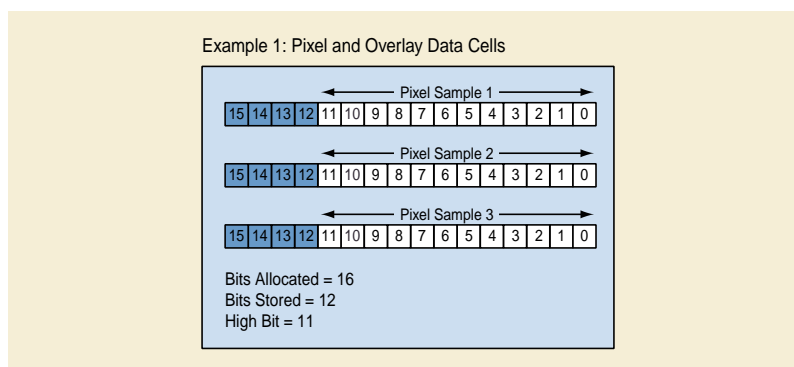 Example 1: Pixel and Overlay Data Cells
Pixel Sample 1
15 14 13 12 11 10 9 8 7 6 5 4 3 2 1 0
Pixel Sample 2
15 14 13 12 11 10 9 8 7 6 5 4 3 2 1 0
Pixel Sample 3
15 14 13 12 11 10 9 8 7 6 5 4 3 2 1 0
Bits Allocated = 16
Bits Stored = 12
High Bit = 11